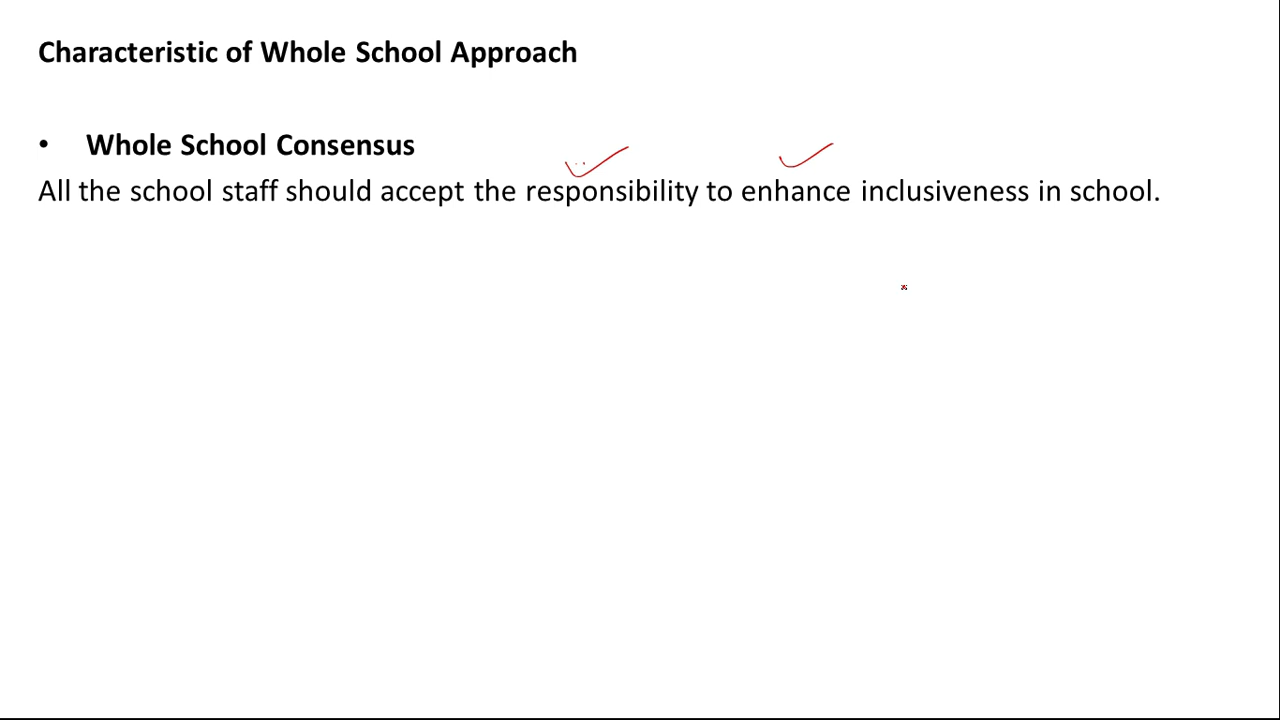 Characteristic of Whole School Approach
• Whole School Consensus
All the school staff should accept the responsibility to enhance inclusiveness in school.